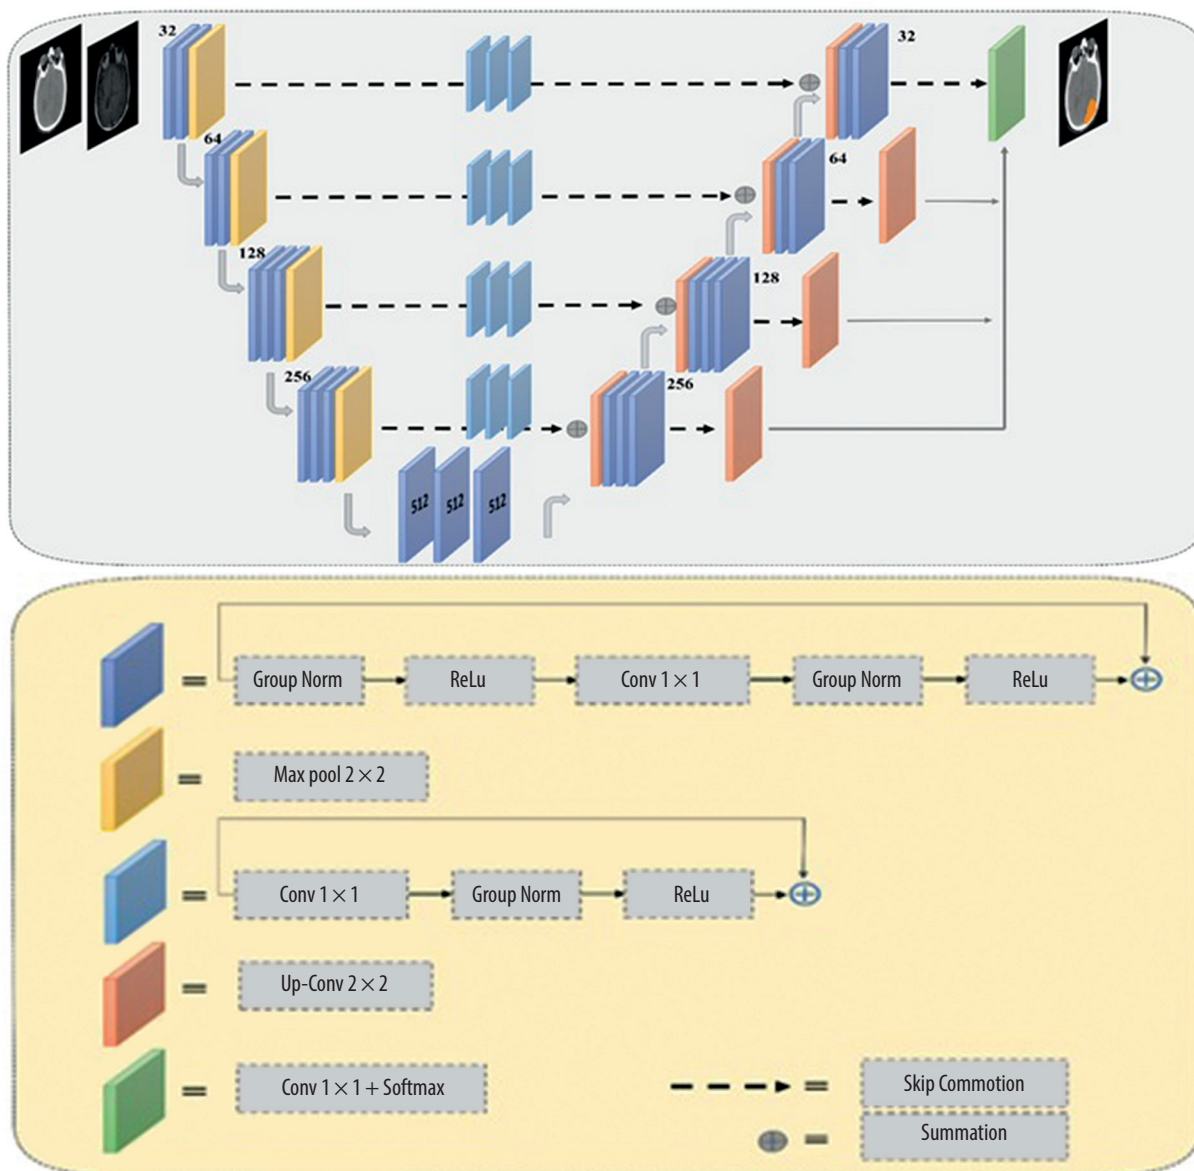 32
32
64
64
128
128
256
256
512 512 512
Group Norm ReLu Conv 1 × 1 Group Norm ReLu
Max pool 2 × 2
Conv 1 × 1 Group Norm ReLu
Up-Conv 2 × 2
Conv 1 × 1 + Softmax
Skip Commotion
Summation